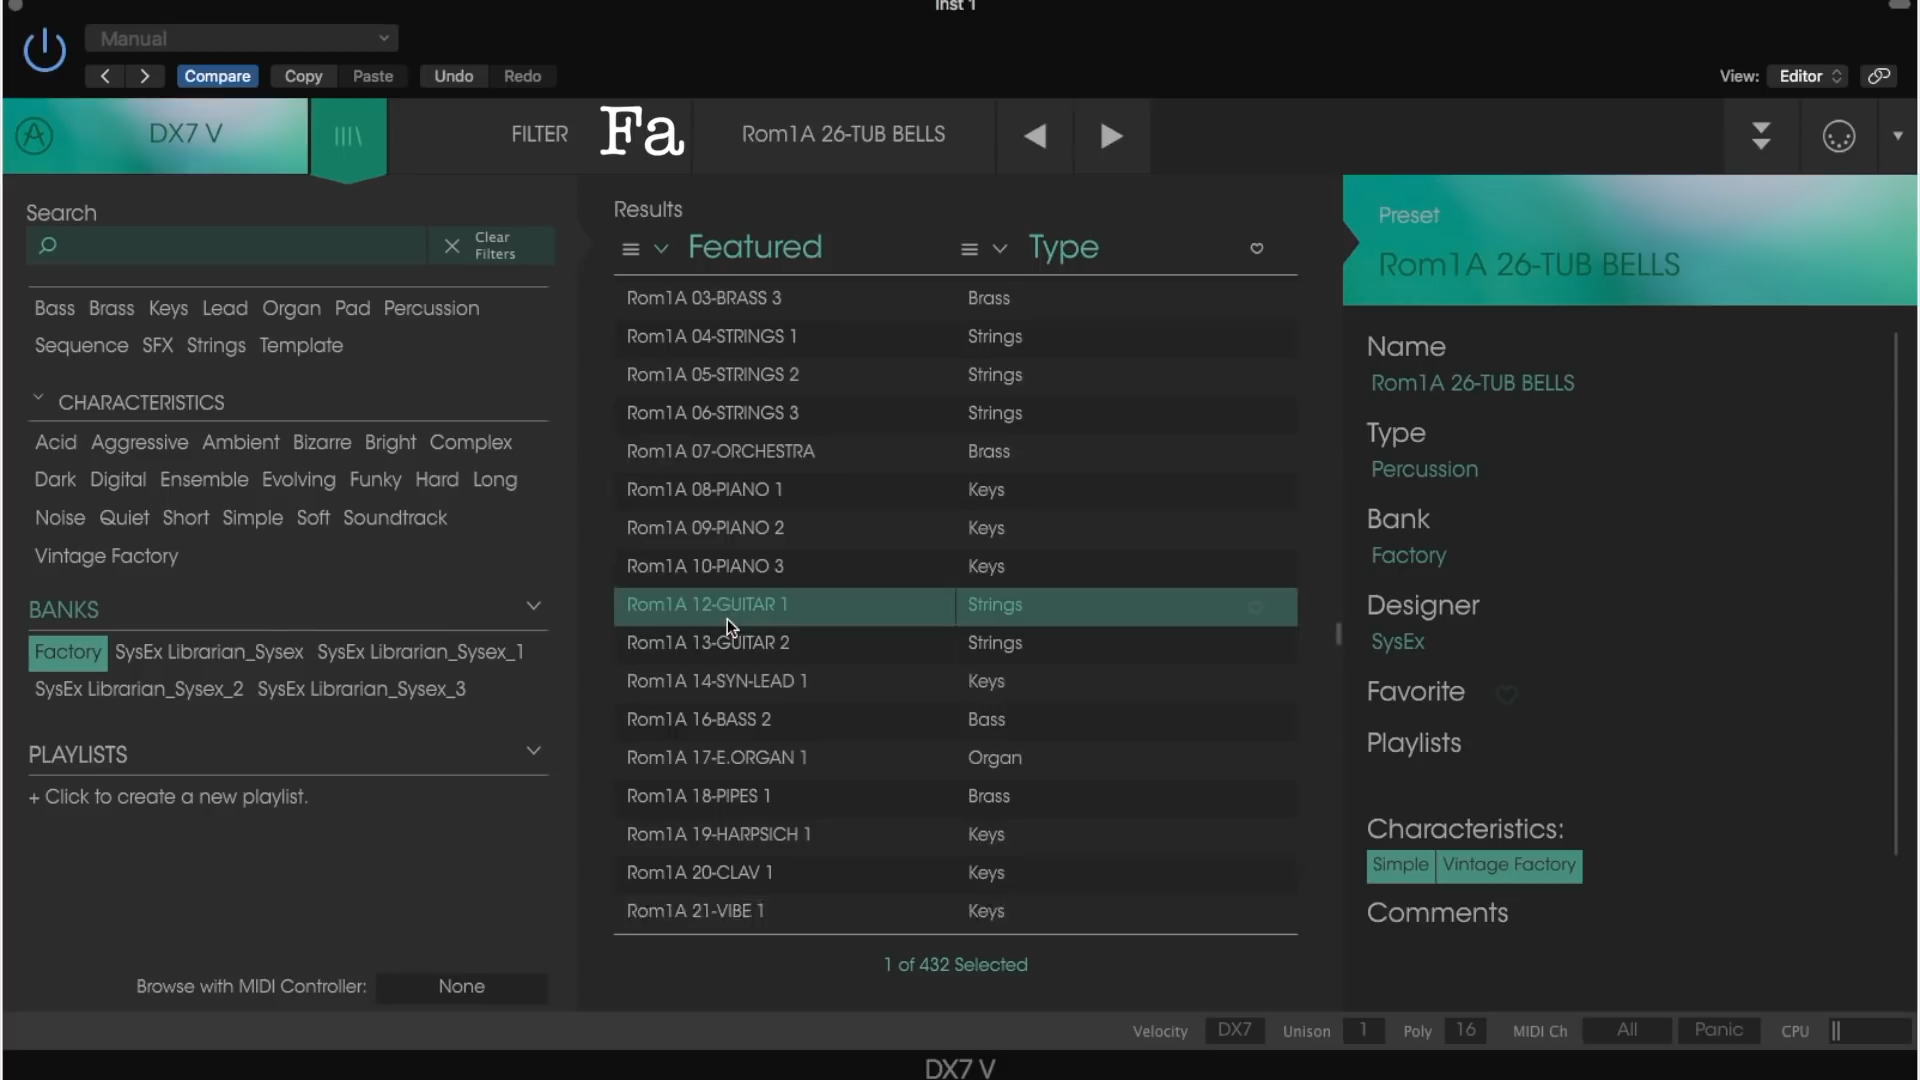 Inst 1
Manual
Compare Copy Paste Undo Redo View: Editor
DX7 V FILTER Fa Rom1A 26-TUB BELLS
Search
Clear
Filters
Bass Brass Keys Lead Organ Pad Percussion
Sequence SFX Strings Template
CHARACTERISTICS
Acid Aggressive Ambient Bizarre Bright Complex
Dark Digital Ensemble Evolving Funky Hard Long
Noise Quiet Short Simple Soft Soundtrack
Vintage Factory
BANKS
Factory SysEx Librarian_Sysex SysEx Librarian_Sysex_1
SysEx Librarian_Sysex_2 SysEx Librarian_Sysex_3
PLAYLISTS
+ Click to create a new playlist.
Browse with MIDI Controller: None
Results
Featured Type
Rom1A 03-BRASS 3 Brass
Rom1A 04-STRINGS 1 Strings
Rom1A 05-STRINGS 2 Strings
Rom1A 06-STRINGS 3 Strings
Rom1A 07-ORCHESTRA Brass
Rom1A 08-PIANO 1 Keys
Rom1A 09-PIANO 2 Keys
Rom1A 10-PIANO 3 Keys
Rom1A 12-GUITAR 1 Strings
Rom1A 13-GUITAR 2 Strings
Rom1A 14-SYN-LEAD 1 Keys
Rom1A 16-BASS 2 Bass
Rom1A 17-E.ORGAN 1 Organ
Rom1A 18-PIPES 1 Brass
Rom1A 19-HARPSICH 1 Keys
Rom1A 20-CLAV 1 Keys
Rom1A 21-VIBE 1 Keys
1 of 432 Selected
Preset
Rom1A 26-TUB BELLS
Name
Rom1A 26-TUB BELLS
Type
Percussion
Bank
Factory
Designer
SysEx
Favorite
Playlists
Characteristics:
Simple Vintage Factory
Comments
Velocity DX7 Unison 1 Poly 16 MIDI Ch All Panic CPU
DX7 V